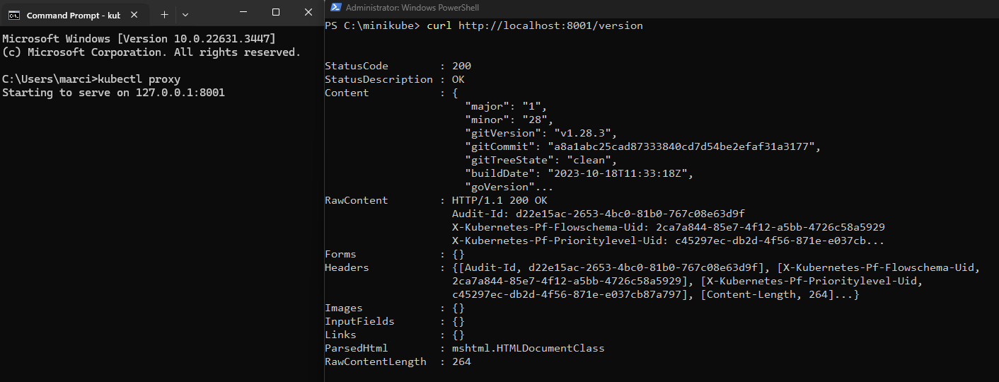 Command Prompt - kub
Microsoft Windows [Version 10.0.22631.3447]
(c) Microsoft Corporation. All rights reserved.
C:\Users\marci>kubectl proxy
Starting to serve on 127.0.0.1:8001
Administrator: Windows PowerShell
PS C:\minikube> curl http://localhost:8001/version
StatusCode : 200
StatusDescription : OK
Content : {
"major": "1",
"minor": "28",
"gitVersion": "v1.28.3",
"gitCommit": "a8a1abc25cad87333840cd7d54be2efaf31a3177",
"gitTreeState": "clean",
"buildDate": "2023-10-18T11:33:18Z",
"goVersion"...
RawContent : HTTP/1.1 200 OK
Audit-Id: d22e15ac-2653-4bc0-81b0-767c08e63d9f
X-Kubernetes-Pf-Flowschema-Uid: 2ca7a844-85e7-4f12-a5bb-4726c58a5929
X-Kubernetes-Pf-Prioritylevel-Uid: c45297ec-db2d-4f56-871e-e037cb...
Forms : {}
Headers : {[Audit-Id, d22e15ac-2653-4bc0-81b0-767c08e63d9f], [X-Kubernetes-Pf-Flowschema-Uid,
2ca7a844-85e7-4f12-a5bb-4726c58a5929], [X-Kubernetes-Pf-Prioritylevel-Uid,
c45297ec-db2d-4f56-871e-e037cb87a797], [Content-Length, 264]...}
Images : {}
InputFields : {}
Links : {}
ParsedHtml : mshtml.HTMLDocumentClass
RawContentLength : 264